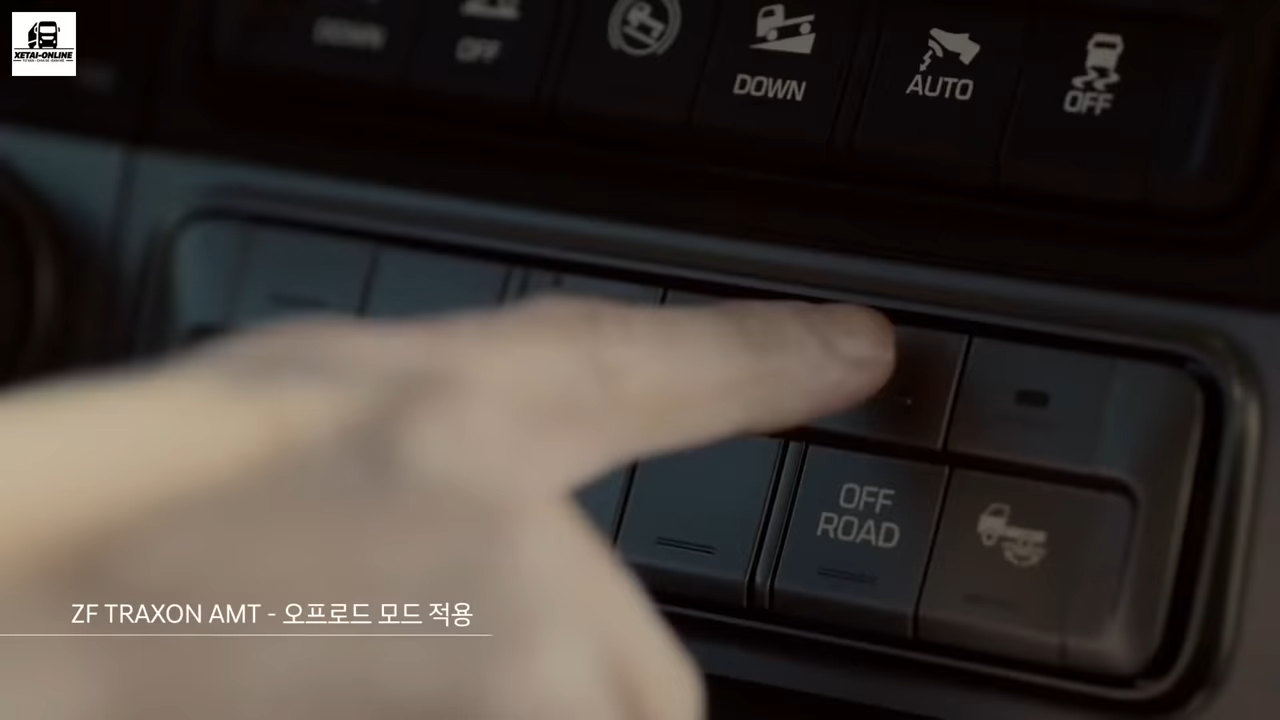 XETAI-ONLINE
DOWN
OFF
DOWN
AUTO
OFF
OFF
ROAD
ZF TRAXON AMT - 오프로드 모드 적용